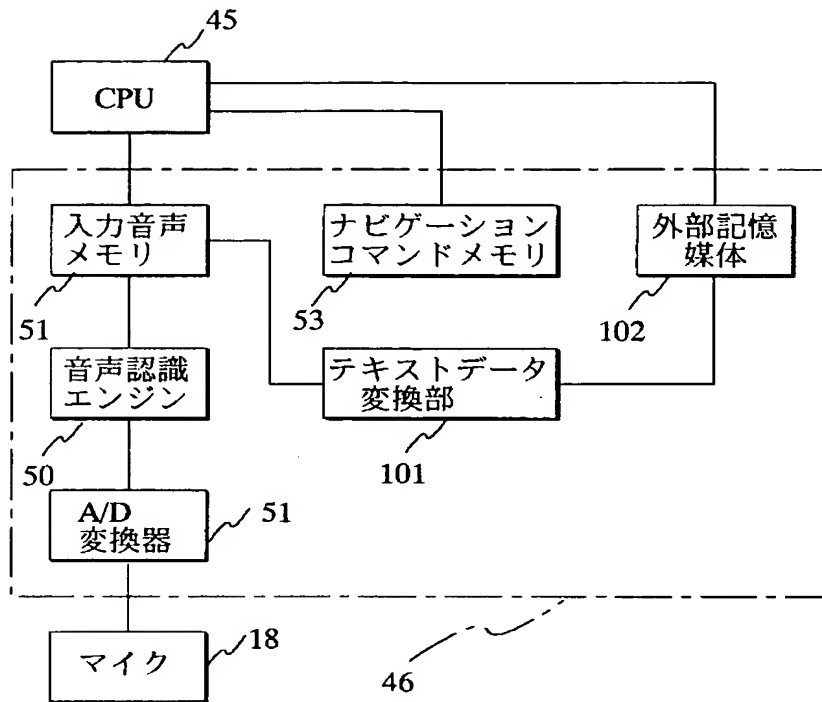 45
CPU
入力音声
メモリ
51
ナビゲーション
コマンドメモリ
53
外部記憶
媒体
102
音声認識
エンジン
50
テキストデータ
変換部
101
A/D
変換器
51
マイク
18
46